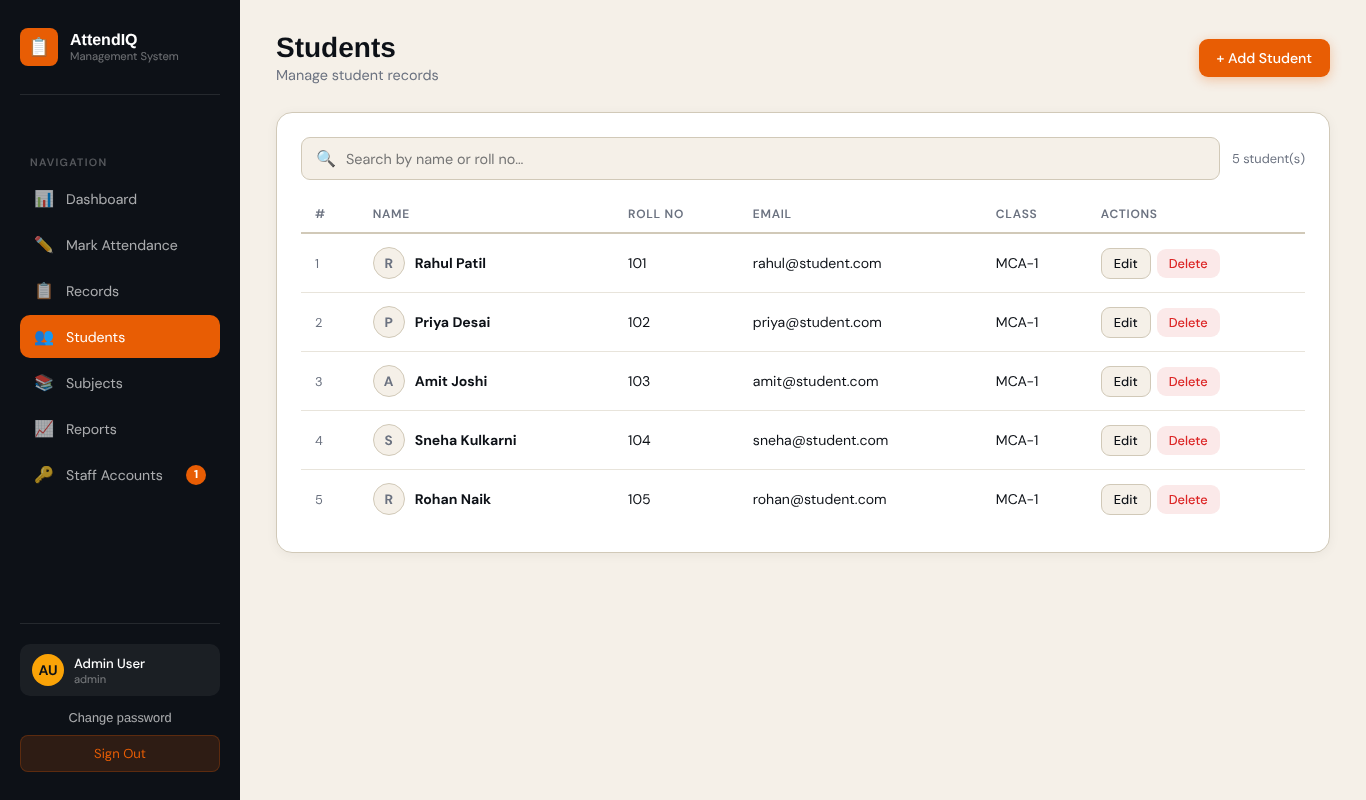 AttendIQ
Management System
NAVIGATION
Dashboard
Mark Attendance
Records
Students
Subjects
Reports
Staff Accounts 1
AU Admin User
admin
Change password
Sign Out
Students
Manage student records
+ Add Student
Search by name or roll no...
5 student(s)
# NAME ROLL NO EMAIL CLASS ACTIONS
1 R Rahul Patil 101 rahul@student.com MCA-1 Edit Delete
2 P Priya Desai 102 priya@student.com MCA-1 Edit Delete
3 A Amit Joshi 103 amit@student.com MCA-1 Edit Delete
4 S Sneha Kulkarni 104 sneha@student.com MCA-1 Edit Delete
5 R Rohan Naik 105 rohan@student.com MCA-1 Edit Delete